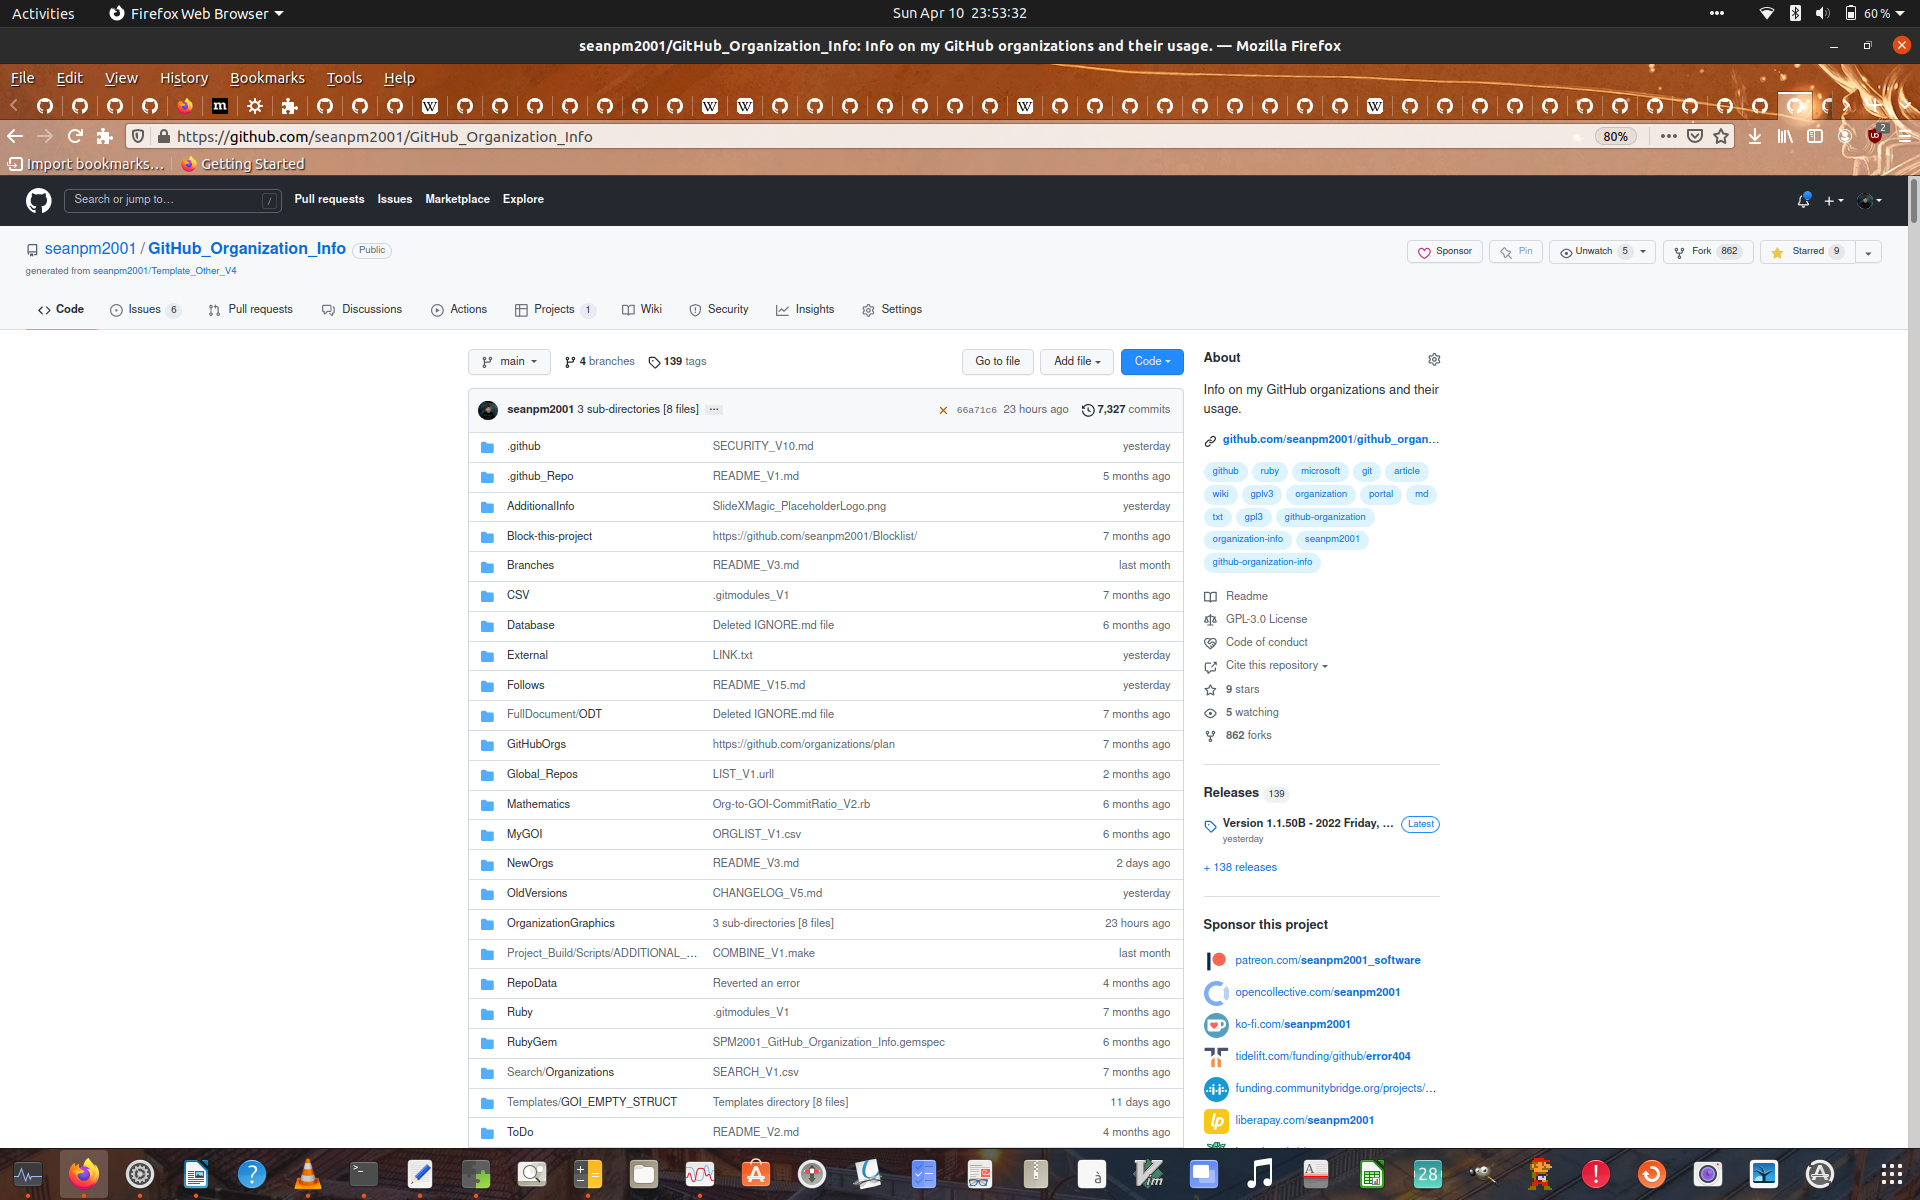 Activities Firefox Web Browser Sun Apr 10 23:53:32 60 %
seanpm2001/GitHub_Organization_Info: Info on my GitHub organizations and their usage. — Mozilla Firefox
File Edit View History Bookmarks Tools Help
https://github.com/seanpm2001/GitHub_Organization_Info 80% 2
Import bookmarks... Getting Started
Search or jump to... / Pull requests Issues Marketplace Explore
seanpm2001 / GitHub_Organization_Info Public Sponsor Pin Unwatch 5 Fork 862 Starred 9
generated from seanpm2001/Template_Other_V4
Code Issues 6 Pull requests Discussions Actions Projects 1 Wiki Security Insights Settings
main 4 branches 139 tags Go to file Add file Code
seanpm2001 3 sub-directories [8 files] ... 66a71c6 23 hours ago 7,327 commits
.github SECURITY_V10.md yesterday
.github_Repo README_V1.md 5 months ago
AdditionalInfo SlideXMagic_PlaceholderLogo.png yesterday
Block-this-project https://github.com/seanpm2001/Blocklist/ 7 months ago
Branches README_V3.md last month
CSV .gitmodules_V1 7 months ago
Database Deleted IGNORE.md file 6 months ago
External LINK.txt yesterday
Follows README_V15.md yesterday
FullDocument/ODT Deleted IGNORE.md file 7 months ago
GitHubOrgs https://github.com/organizations/plan 7 months ago
Global_Repos LIST_V1.urll 2 months ago
Mathematics Org-to-GOI-CommitRatio_V2.rb 6 months ago
MyGOI ORGLIST_V1.csv 6 months ago
NewOrgs README_V3.md 2 days ago
OldVersions CHANGELOG_V5.md yesterday
OrganizationGraphics 3 sub-directories [8 files] 23 hours ago
Project_Build/Scripts/ADDITIONAL_... COMBINE_V1.make last month
RepoData Reverted an error 4 months ago
Ruby .gitmodules_V1 7 months ago
RubyGem SPM2001_GitHub_Organization_Info.gemspec 6 months ago
Search/Organizations SEARCH_V1.csv 7 months ago
Templates/GOI_EMPTY_STRUCT Templates directory [8 files] 11 days ago
ToDo README_V2.md 4 months ago
About
Info on my GitHub organizations and their
usage.
github.com/seanpm2001/github_organ...
github ruby microsoft git article
wiki gplv3 organization portal md
txt gpl3 github-organization
organization-info seanpm2001
github-organization-info
Readme
GPL-3.0 License
Code of conduct
Cite this repository
9 stars
5 watching
862 forks
Releases 139
Version 1.1.50B - 2022 Friday, ... Latest
yesterday
+ 138 releases
Sponsor this project
patreon.com/seanpm2001_software
opencollective.com/seanpm2001
ko-fi.com/seanpm2001
tidelift.com/funding/github/error404
funding.communitybridge.org/projects/...
liberapay.com/seanpm2001
28